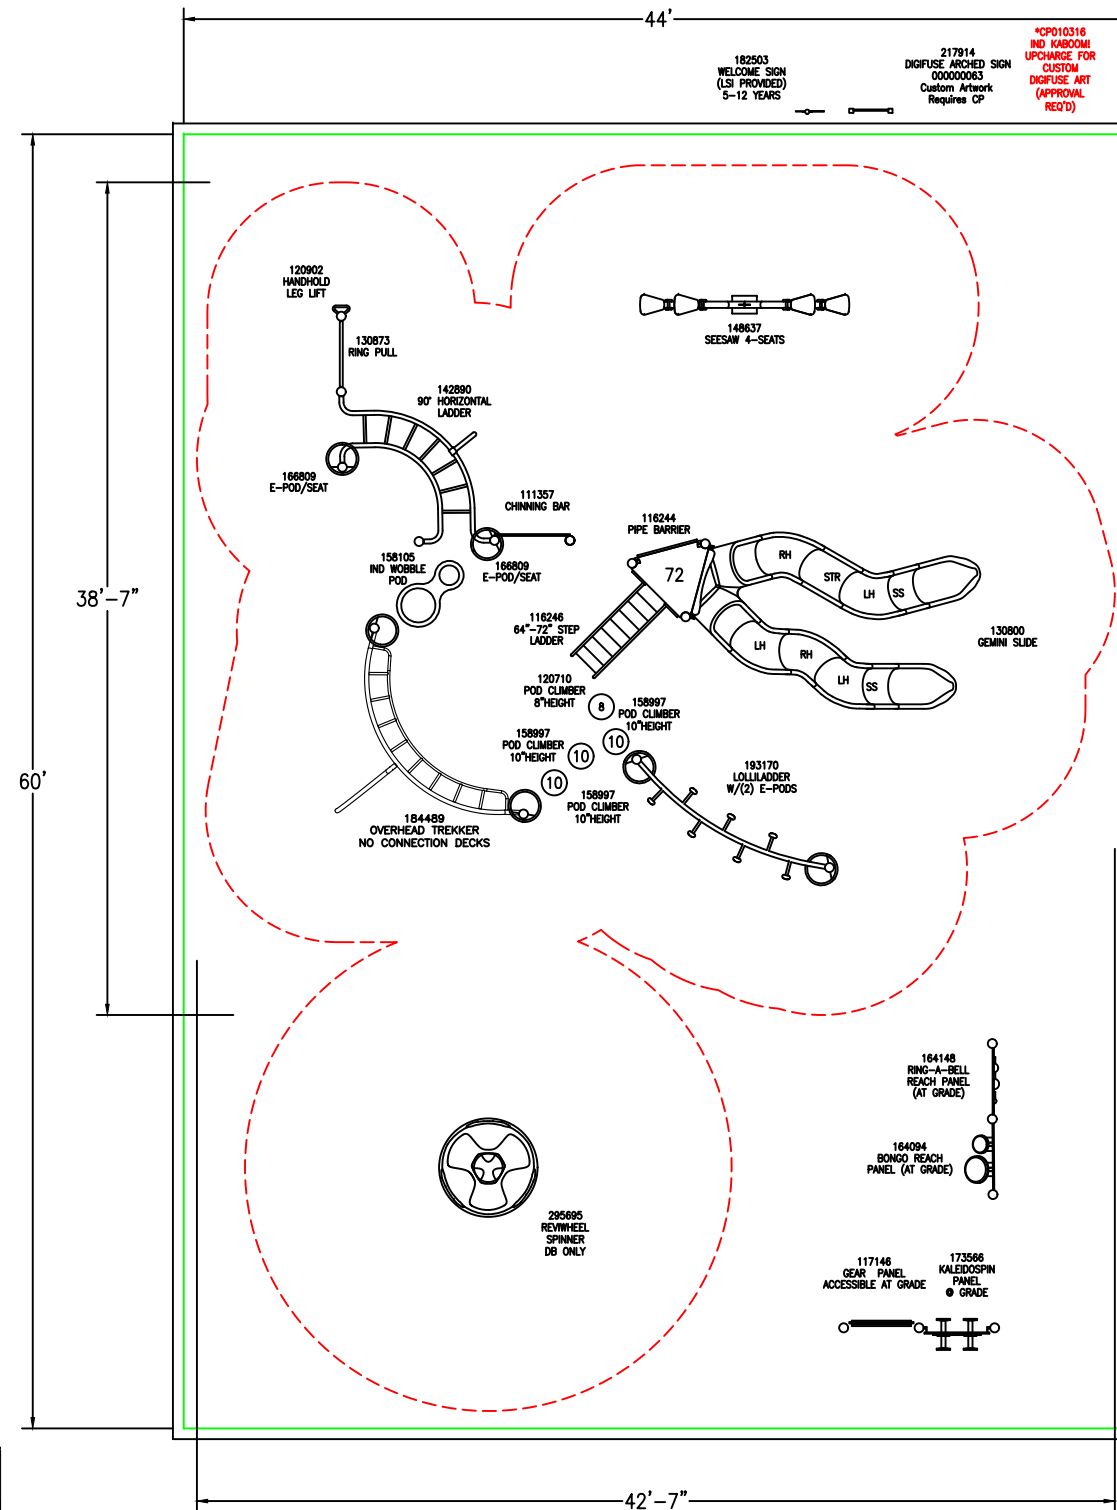 44'
182503
WELCOME SIGN
(LSI PROVIDED)
5-12 YEARS
217914
DIGIFUSE ARCHED SIGN
000000063
Custom Artwork
Requires CP
*CP010316
IND KABOOM!
UPCHARGE FOR
CUSTOM
DIGIFUSE ART
(APPROVAL
REQ'D)
120902
HANDHOLD
LEG LIFT
130873
RING PULL
148637
SEESAW 4-SEATS
142890
90° HORIZONTAL
LADDER
166809
E-POD/SEAT
111357
CHINNING BAR
116244
PIPE BARRIER
158105
IND WOBBLE
POD
166809
E-POD/SEAT
72
RH
STR
LH
SS
38'-7"
116246
64"-72" STEP
LADDER
LH
RH
LH
SS
130800
GEMINI SLIDE
120710
POD CLIMBER
8"HEIGHT
8
158997
POD CLIMBER
10"HEIGHT
10
158997
POD CLIMBER
10"HEIGHT
10
10
158997
POD CLIMBER
10"HEIGHT
193170
LOLLILADDER
W/(2) E-PODS
60'
184489
OVERHEAD TREKKER
NO CONNECTION DECKS
164148
RING-A-BELL
REACH PANEL
(AT GRADE)
164094
BONGO REACH
PANEL (AT GRADE)
295695
REVIWHEEL
SPINNER
DB ONLY
117146
GEAR PANEL
ACCESSIBLE AT GRADE
173566
KALEIDOSPIN
PANEL
@ GRADE
42'-7"